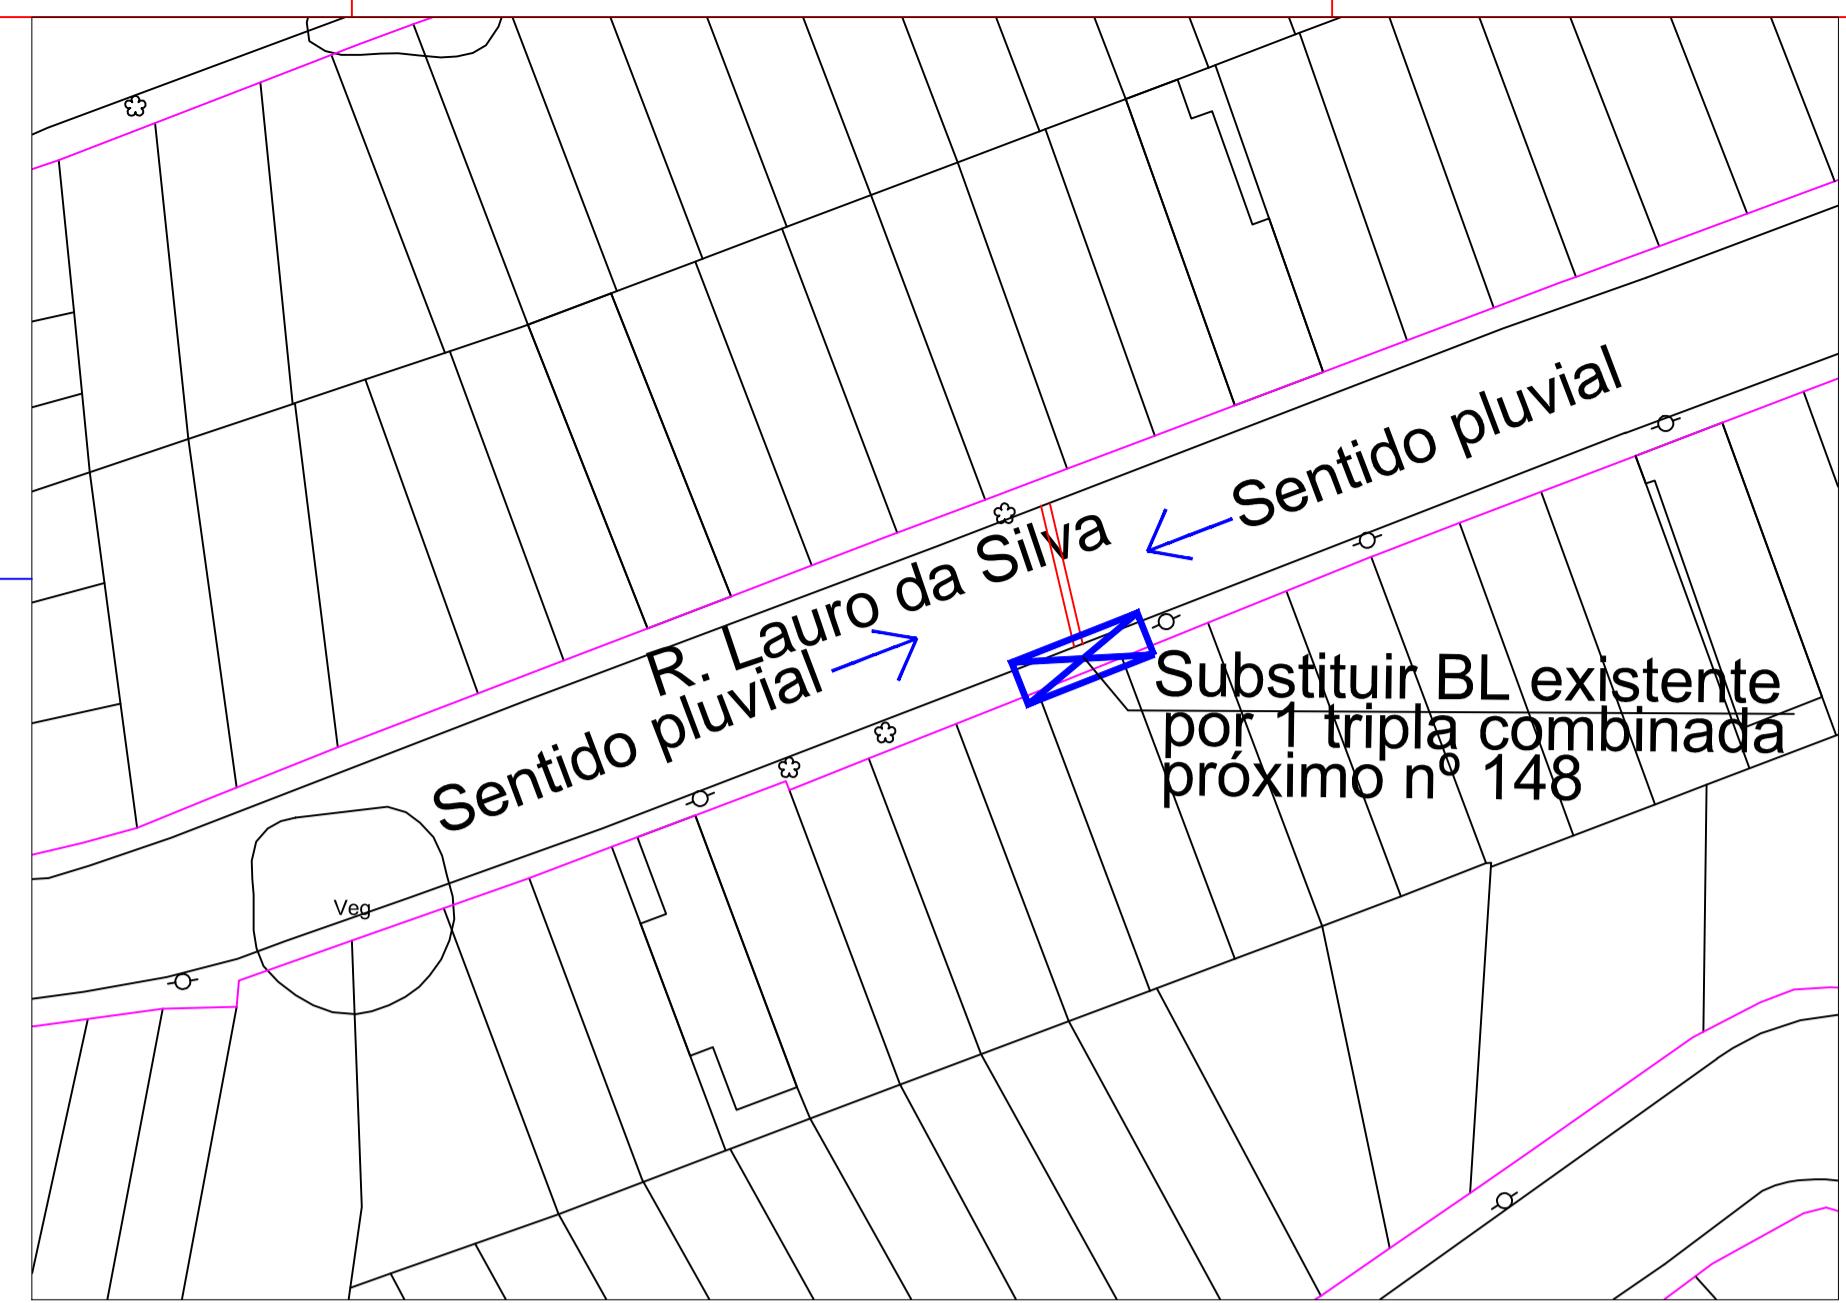 Sentido pluvial
R. Lauro da Silva
Sentido pluvial
Substituir BL existente
por 1 tripla combinada
próximo nº 148
Veg